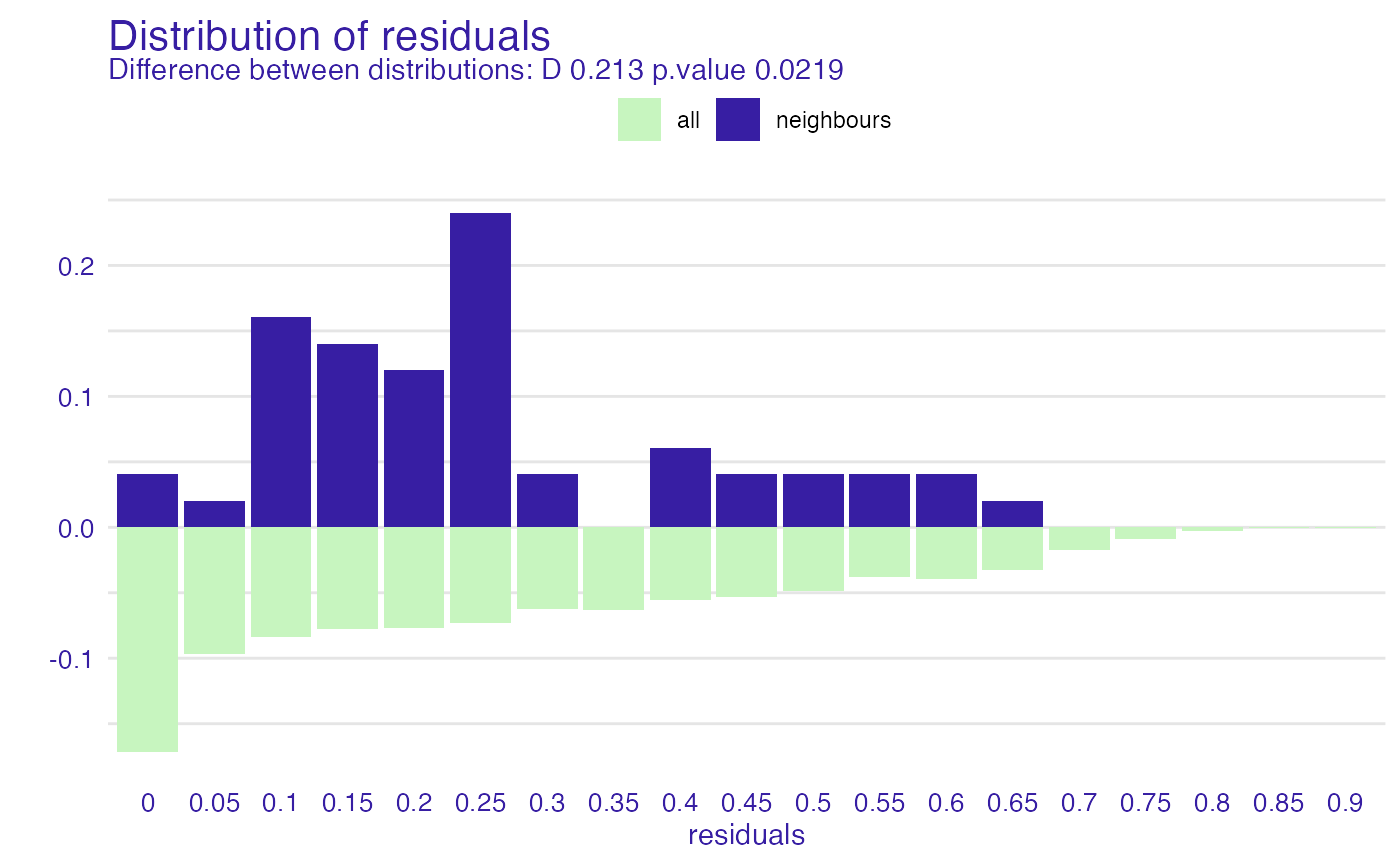 Distribution of residuals
Difference between distributions: D 0.213 p.value 0.0219
all neighbours
0.2
0.1
0.0
-0.1
0 0.05 0.1 0.15 0.2 0.25 0.3 0.35 0.4 0.45 0.5 0.55 0.6 0.65 0.7 0.75 0.8 0.85 0.9
residuals